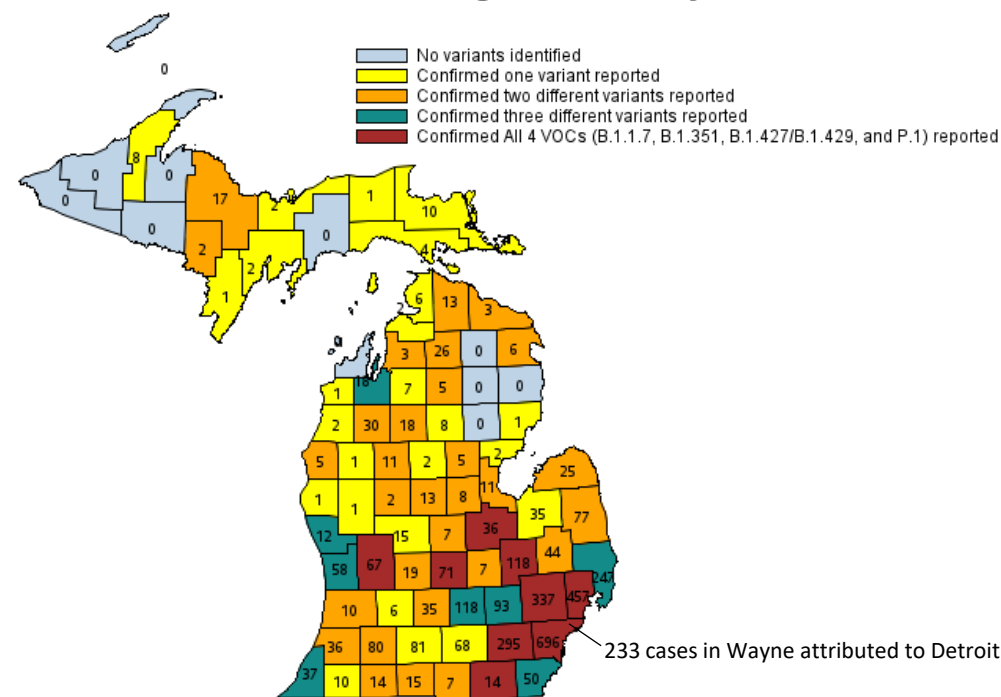 No variants identified
Confirmed one variant reported
Confirmed two different variants reported
Confirmed three different variants reported
Confirmed All 4 VOCs (B.1.1.7, B.1.351, B.1.427/B.1.429, and P.1) reported
0
8
0 0
0 17 2 1 10
0 0
2 4
2
1
2 6 13 3
3 26 0 6
1 18 7 5 0 0
2 30 18 8 0 1
5 1 11 2 5 2
25
1 1 2 13 8 11
35 77
12 15 7 36
58 67 19 71 7 118 44 247
10 6 35 118 93 337 457
36 80 81 68 295 696
233 cases in Wayne attributed to Detroit
37 10 14 15 7 14 50